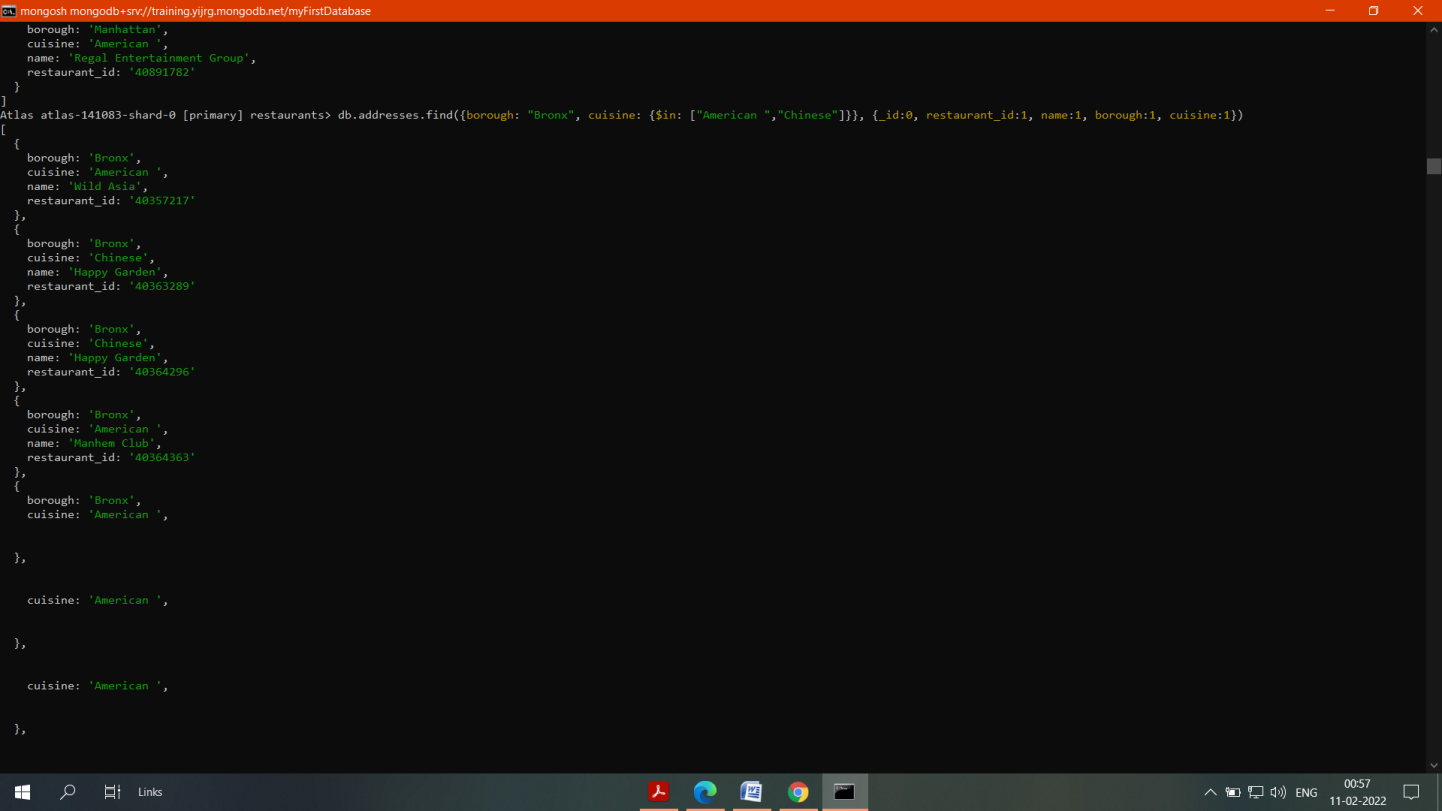 mongosh mongodb+srv://training.yijrg.mongodb.net/myFirstDatabase
    borough: 'Manhattan',
    cuisine: 'American ',
    name: 'Regal Entertainment Group',
    restaurant_id: '40891782'
  }
]
Atlas atlas-141083-shard-0 [primary] restaurants> db.addresses.find({borough: "Bronx", cuisine: {$in: ["American ","Chinese"]}}, {_id:0, restaurant_id:1, name:1, borough:1, cuisine:1})
[
  {
    borough: 'Bronx',
    cuisine: 'American ',
    name: 'Wild Asia',
    restaurant_id: '40357217'
  },
  {
    borough: 'Bronx',
    cuisine: 'Chinese',
    name: 'Happy Garden',
    restaurant_id: '40363289'
  },
  {
    borough: 'Bronx',
    cuisine: 'Chinese',
    name: 'Happy Garden',
    restaurant_id: '40364296'
  },
  {
    borough: 'Bronx',
    cuisine: 'American ',
    name: 'Manhem Club',
    restaurant_id: '40364363'
  },
  {
    borough: 'Bronx',
    cuisine: 'American ',
  },
    cuisine: 'American ',
  },
    cuisine: 'American ',
  },
Links
ENG
00:57
11-02-2022